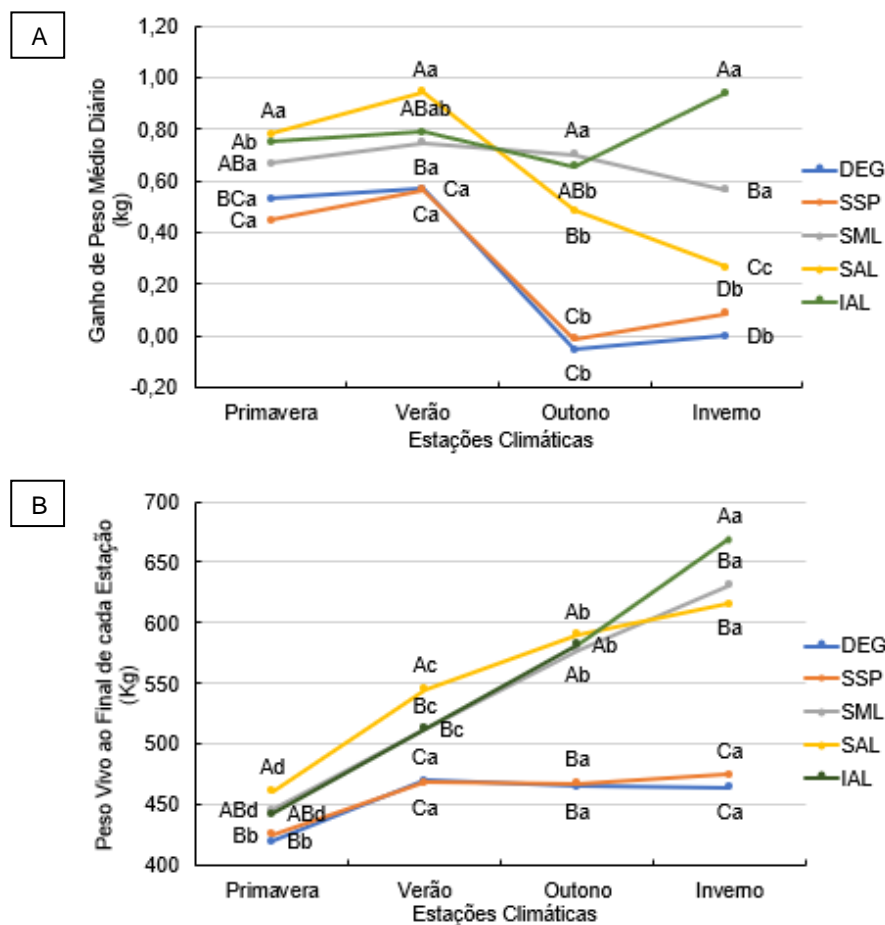 A
Ganho de Peso Médio Diário
(kg)
1,20
1,00
0,80
0,60
0,40
0,20
0,00
-0,20
Aa
Ab
ABa
BCa
Ca
Aa
ABab
Ba
Ca
Ca
Aa
ABb
Bb
Cb
Cb
Aa
Ba
Cc
Db
Db
Primavera
Verão
Outono
Inverno
Estações Climáticas
DEG
SSP
SML
SAL
IAL
B
Peso Vivo ao Final de cada Estação
(Kg)
700
650
600
550
500
450
400
Ad
ABd
ABd
Bb
Bb
Ac
Bc
Bc
Ca
Ca
Ab
Ab
Ab
Ba
Ba
Aa
Ba
Ba
Ca
Ca
Primavera
Verão
Outono
Inverno
Estações Climáticas
DEG
SSP
SML
SAL
IAL